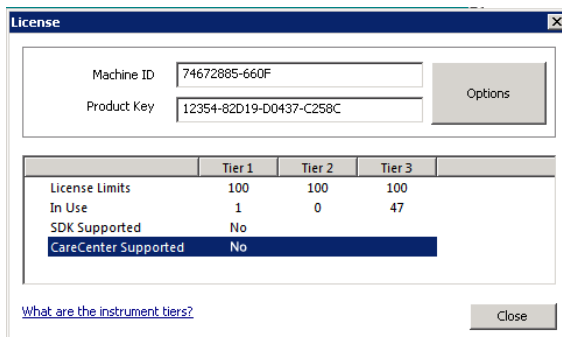 License
Machine ID 74672885-660F
Options
Product Key 12354-82D19-D0437-C258C
Tier 1 Tier 2 Tier 3
License Limits 100 100 100
In Use 1 0 47
SDK Supported No
CareCenter Supported No
What are the instrument tiers?
Close